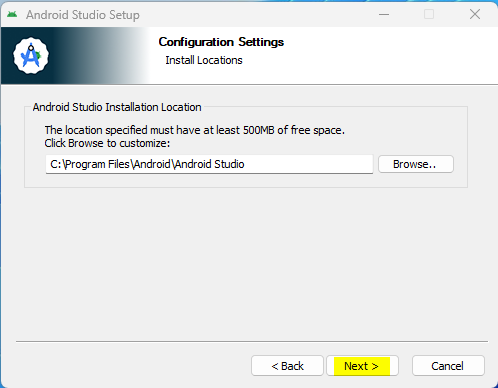 Android Studio Setup
Configuration Settings
Install Locations
Android Studio Installation Location
The location specified must have at least 500MB of free space.
Click Browse to customize:
C:\Program Files\Android\Android Studio
Browse..
< Back
Next >
Cancel